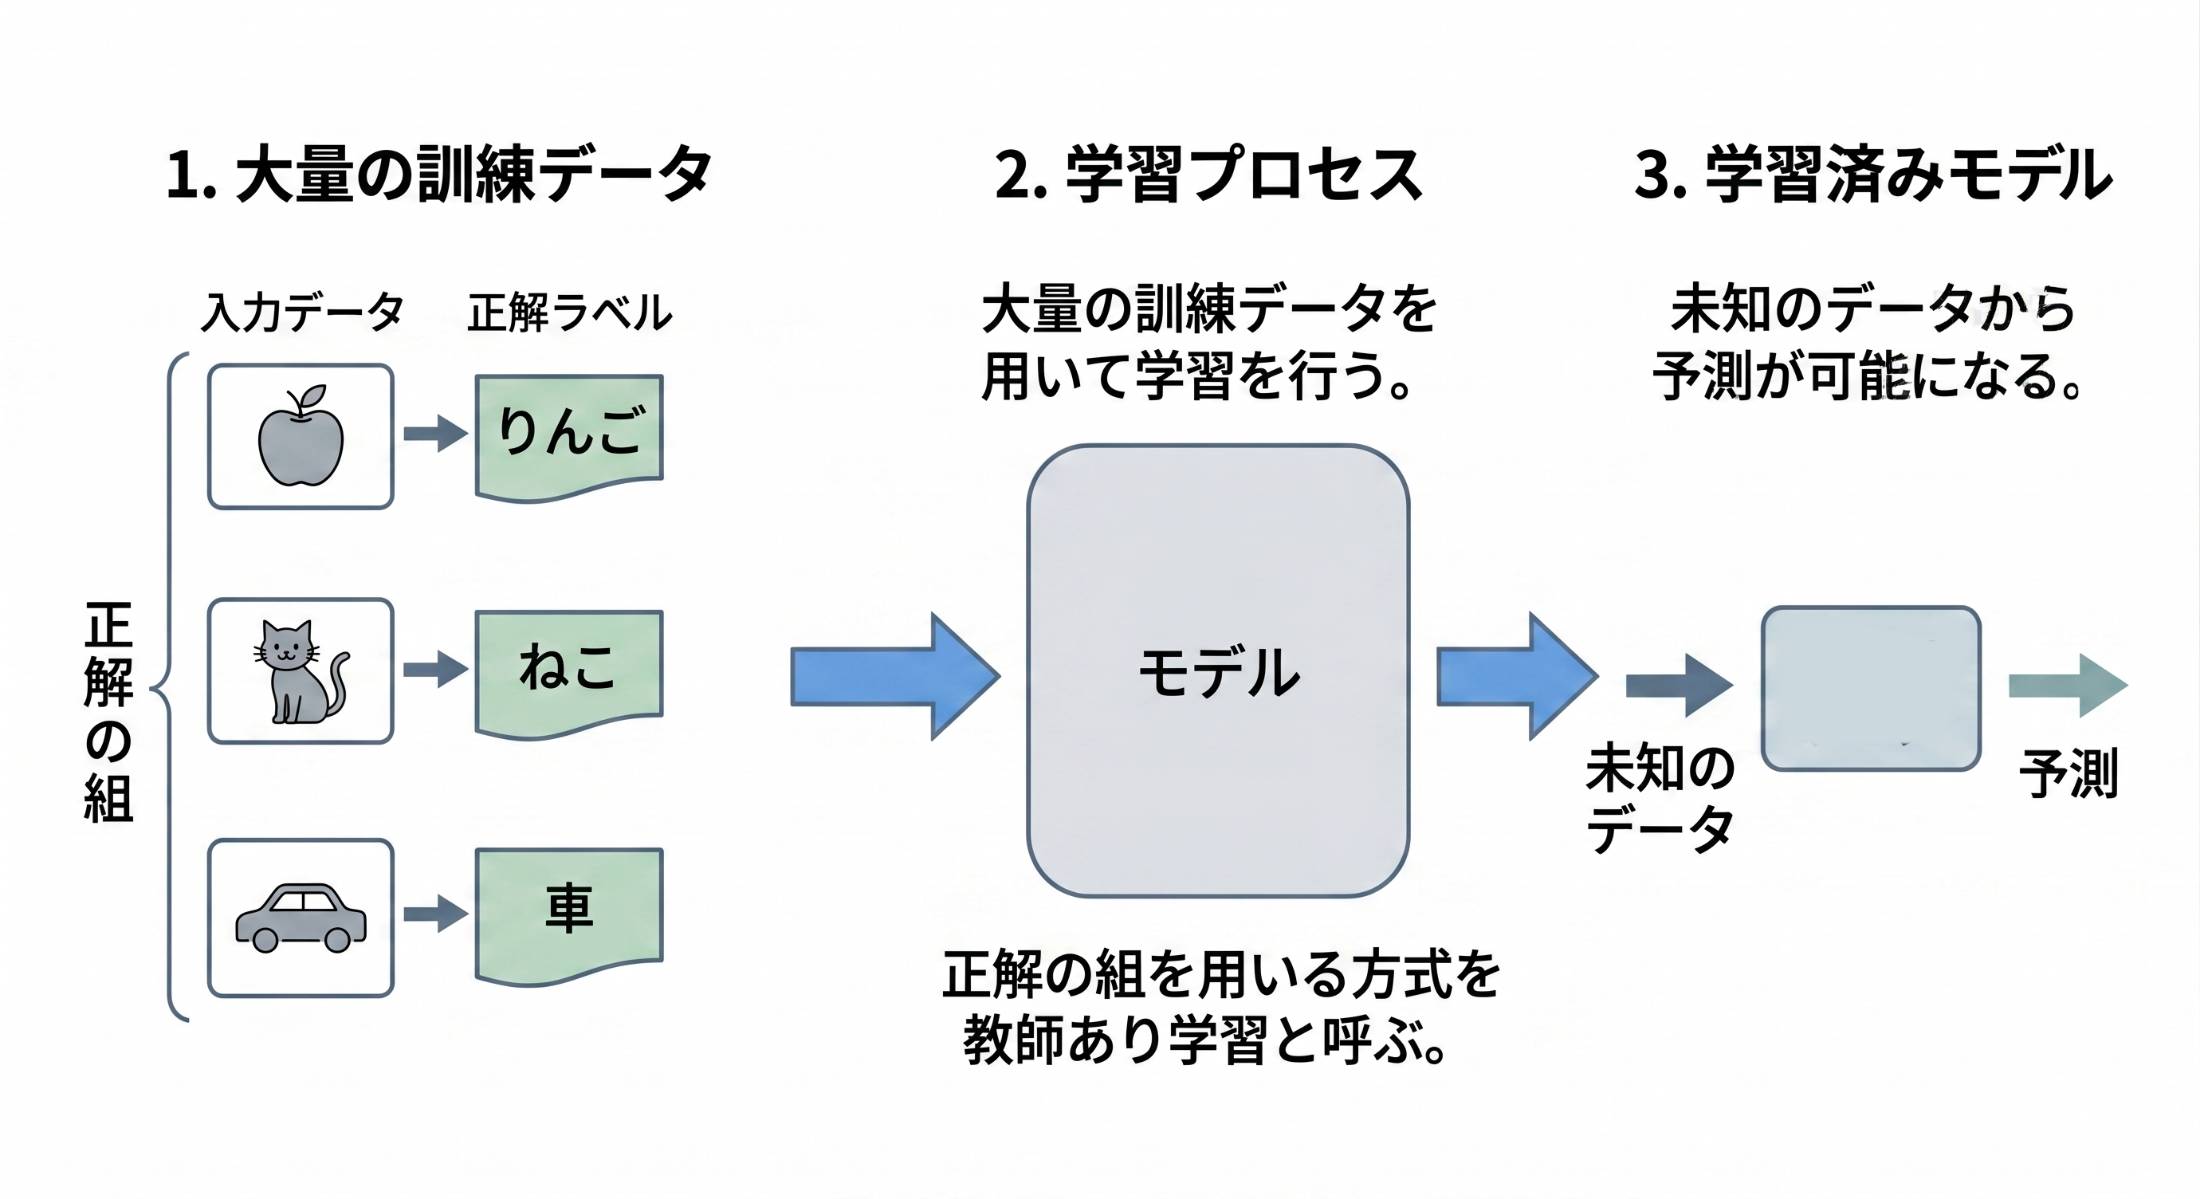 1. 大量の訓練データ
入力データ
正解ラベル
正解の組
りんご
ねこ
車
2. 学習プロセス
大量の訓練データを
用いて学習を行う。
モデル
正解の組を用いる方式を
教師あり学習と呼ぶ。
3. 学習済みモデル
未知のデータから
予測が可能になる。
未知の
データ
予測